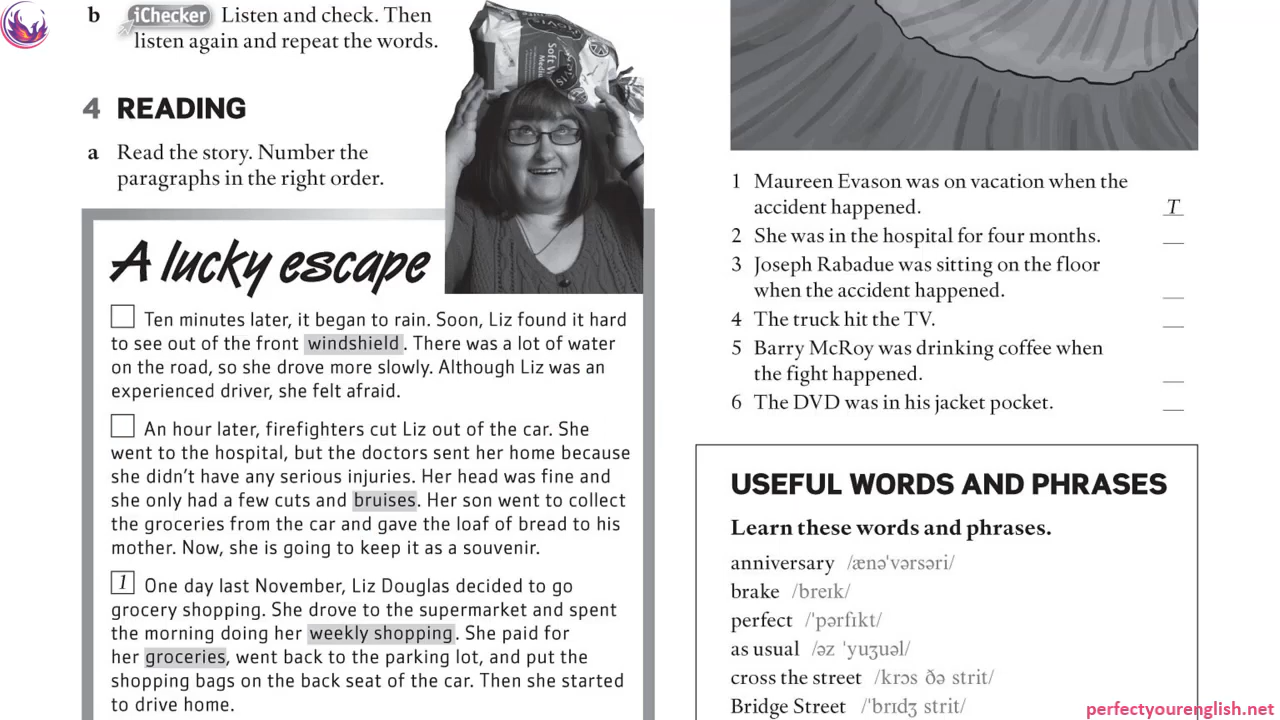 b iChecker Listen and check. Then
listen again and repeat the words.
4 READING
a Read the story. Number the
paragraphs in the right order.
A lucky escape
Ten minutes later, it began to rain. Soon, Liz found it hard
to see out of the front windshield. There was a lot of water
on the road, so she drove more slowly. Although Liz was an
experienced driver, she felt afraid.
An hour later, firefighters cut Liz out of the car. She
went to the hospital, but the doctors sent her home because
she didn't have any serious injuries. Her head was fine and
she only had a few cuts and bruises. Her son went to collect
the groceries from the car and gave the loaf of bread to his
mother. Now, she is going to keep it as a souvenir.
1 One day last November, Liz Douglas decided to go
grocery shopping. She drove to the supermarket and spent
the morning doing her weekly shopping. She paid for
her groceries, went back to the parking lot, and put the
shopping bags on the back seat of the car. Then she started
to drive home.
HOVIS
Soft
1 Maureen Evason was on vacation when the
accident happened. T
2 She was in the hospital for four months.
3 Joseph Rabadue was sitting on the floor
when the accident happened.
4 The truck hit the TV.
5 Barry McRoy was drinking coffee when
the fight happened.
6 The DVD was in his jacket pocket.
USEFUL WORDS AND PHRASES
Learn these words and phrases.
anniversary /ænəˈvərsəri/
brake /breɪk/
perfect /ˈpərfɪkt/
as usual /əz ˈyuʒuəl/
cross the street /krɔs ðə strit/
Bridge Street /ˈbrɪdʒ strit/
perfectyourenglish.net